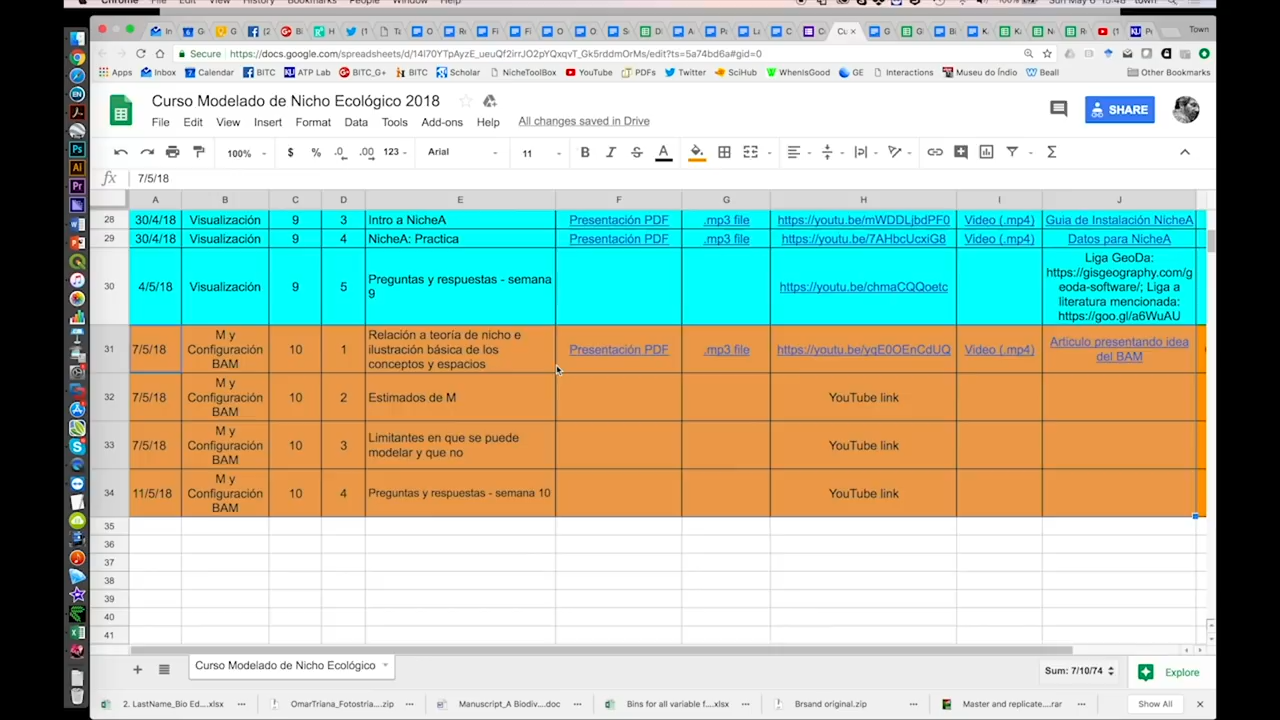 Chrome File Edit View History Bookmarks People Window Help
Secure https://docs.google.com/spreadsheets/d/14l70YTpAyzE_ueuQf2irrJO2pYQxqvT_Gk5rddmOrMs/edit?ts=5a74bd6a#gid=0
Town
Apps Inbox Calendar BITC ATP Lab BITC_G+ BITC Scholar NicheToolBox YouTube PDFs Twitter SciHub WhenIsGood GE Interactions Museu do Índio Beall Other Bookmarks
Curso Modelado de Nicho Ecológico 2018
SHARE
File Edit View Insert Format Data Tools Add-ons Help All changes saved in Drive
100% $ % .0 .00 123 Arial 11 B I S A
fx 7/5/18
A B C D E F G H I J
28 30/4/18 Visualización 9 3 Intro a NicheA Presentación PDF .mp3 file https://youtu.be/mWDDLjbdPF0 Video (.mp4) Guia de Instalación NicheA
29 30/4/18 Visualización 9 4 NicheA: Practica Presentación PDF .mp3 file https://youtu.be/7AHbcUcxiG8 Video (.mp4) Datos para NicheA
30 4/5/18 Visualización 9 5 Preguntas y respuestas - semana
9
https://youtu.be/chmaCQQoetc
Liga GeoDa:
https://gisgeography.com/g
eoda-software/; Liga a
literatura mencionada:
https://goo.gl/a6WuAU
31 7/5/18
M y
Configuración
BAM
10 1
Relación a teoría de nicho e
ilustración básica de los
conceptos y espacios
Presentación PDF .mp3 file https://youtu.be/yqE0OEnCdUQ Video (.mp4)
Articulo presentando idea
del BAM
32 7/5/18
M y
Configuración
BAM
10 2 Estimados de M YouTube link
33 7/5/18
M y
Configuración
BAM
10 3
Limitantes en que se puede
modelar y que no
YouTube link
34 11/5/18
M y
Configuración
BAM
10 4 Preguntas y respuestas - semana 10 YouTube link
35
36
37
38
39
40
41
Curso Modelado de Nicho Ecológico
Sum: 7/10/74
Explore
2. LastName_Bio Ed....xlsx OmarTriana_Fotostria....zip Manuscript_A Biodiv....doc Bins for all variable f....xlsx Brsand original.zip Master and replicate....rar Show All